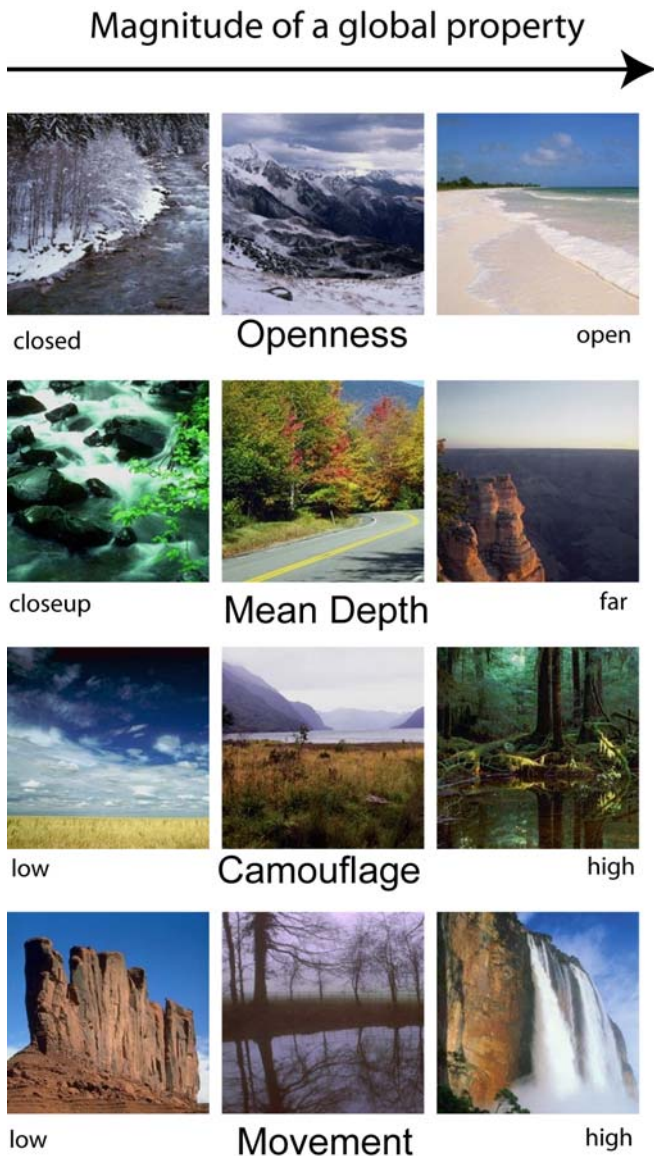 Magnitude of a global property
closed Openness open
closeup Mean Depth far
low Camouflage high
low Movement high